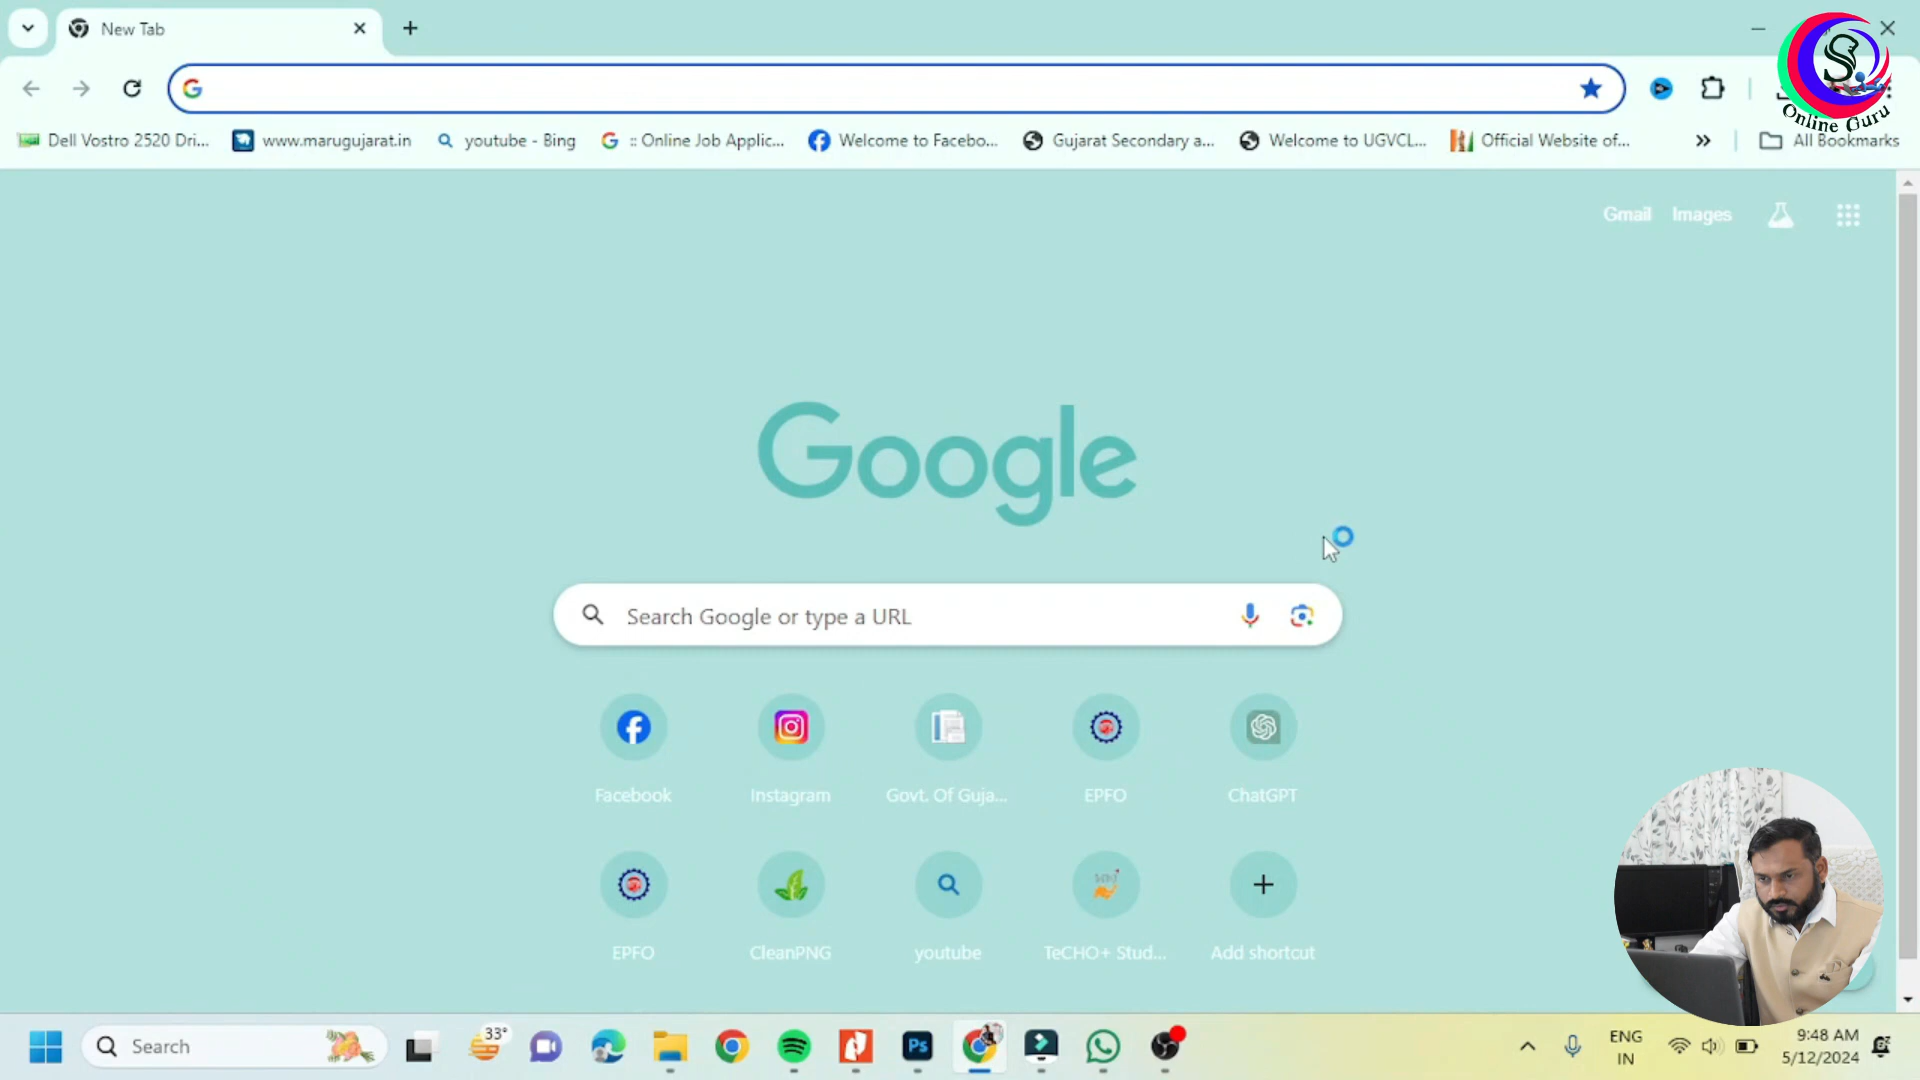 New Tab
Online Guru
Dell Vostro 2520 Dri...
www.marugujarat.in
youtube - Bing
:: Online Job Applic...
Welcome to Facebo...
Gujarat Secondary a...
Welcome to UGVCL...
Official Website of...
All Bookmarks
Gmail
Images
Google
Search Google or type a URL
Facebook
Instagram
Govt. Of Guja...
EPFO
ChatGPT
EPFO
CleanPNG
youtube
TeCHO+ Stud...
Add shortcut
Search
33°
Ps
ENG
IN
9:48 AM
5/12/2024